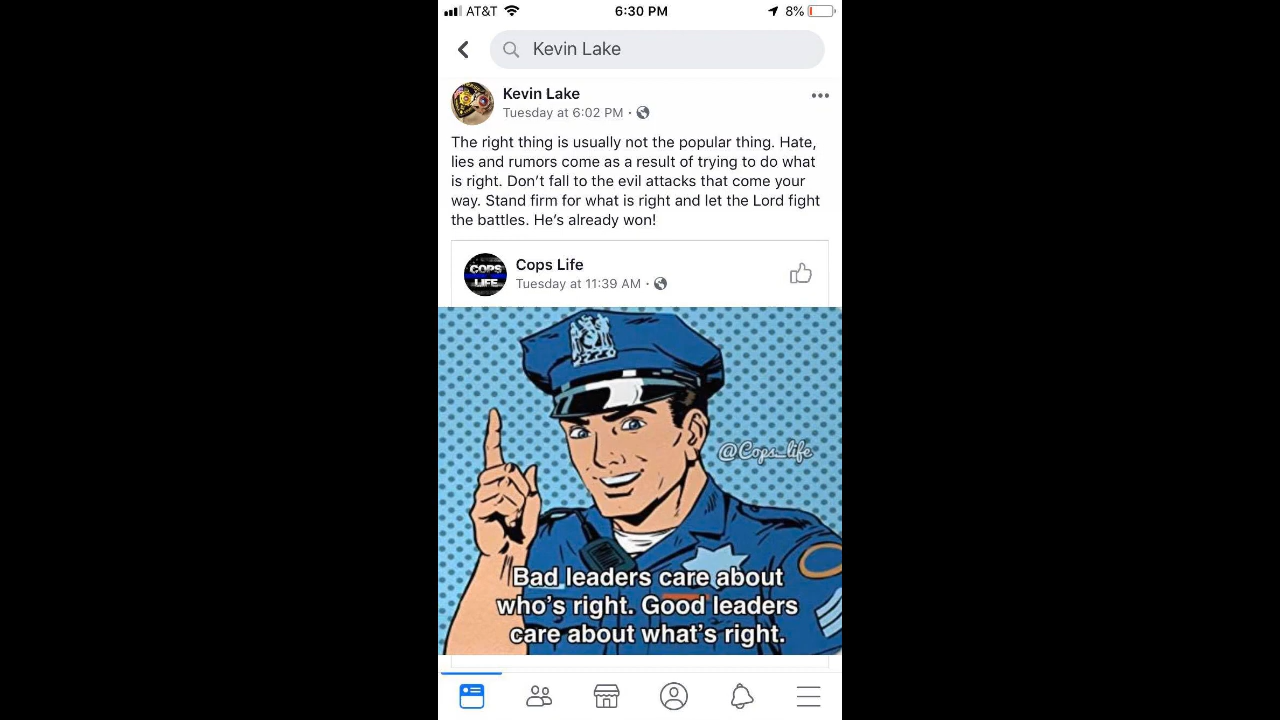 AT&T 6:30 PM 8%
Kevin Lake
Kevin Lake
Tuesday at 6:02 PM ·
The right thing is usually not the popular thing. Hate,
lies and rumors come as a result of trying to do what
is right. Don’t fall to the evil attacks that come your
way. Stand firm for what is right and let the Lord fight
the battles. He’s already won!
COPS
LIFE
Cops Life
Tuesday at 11:39 AM ·
@Cops_life
Bad leaders care about
who’s right. Good leaders
care about what’s right.